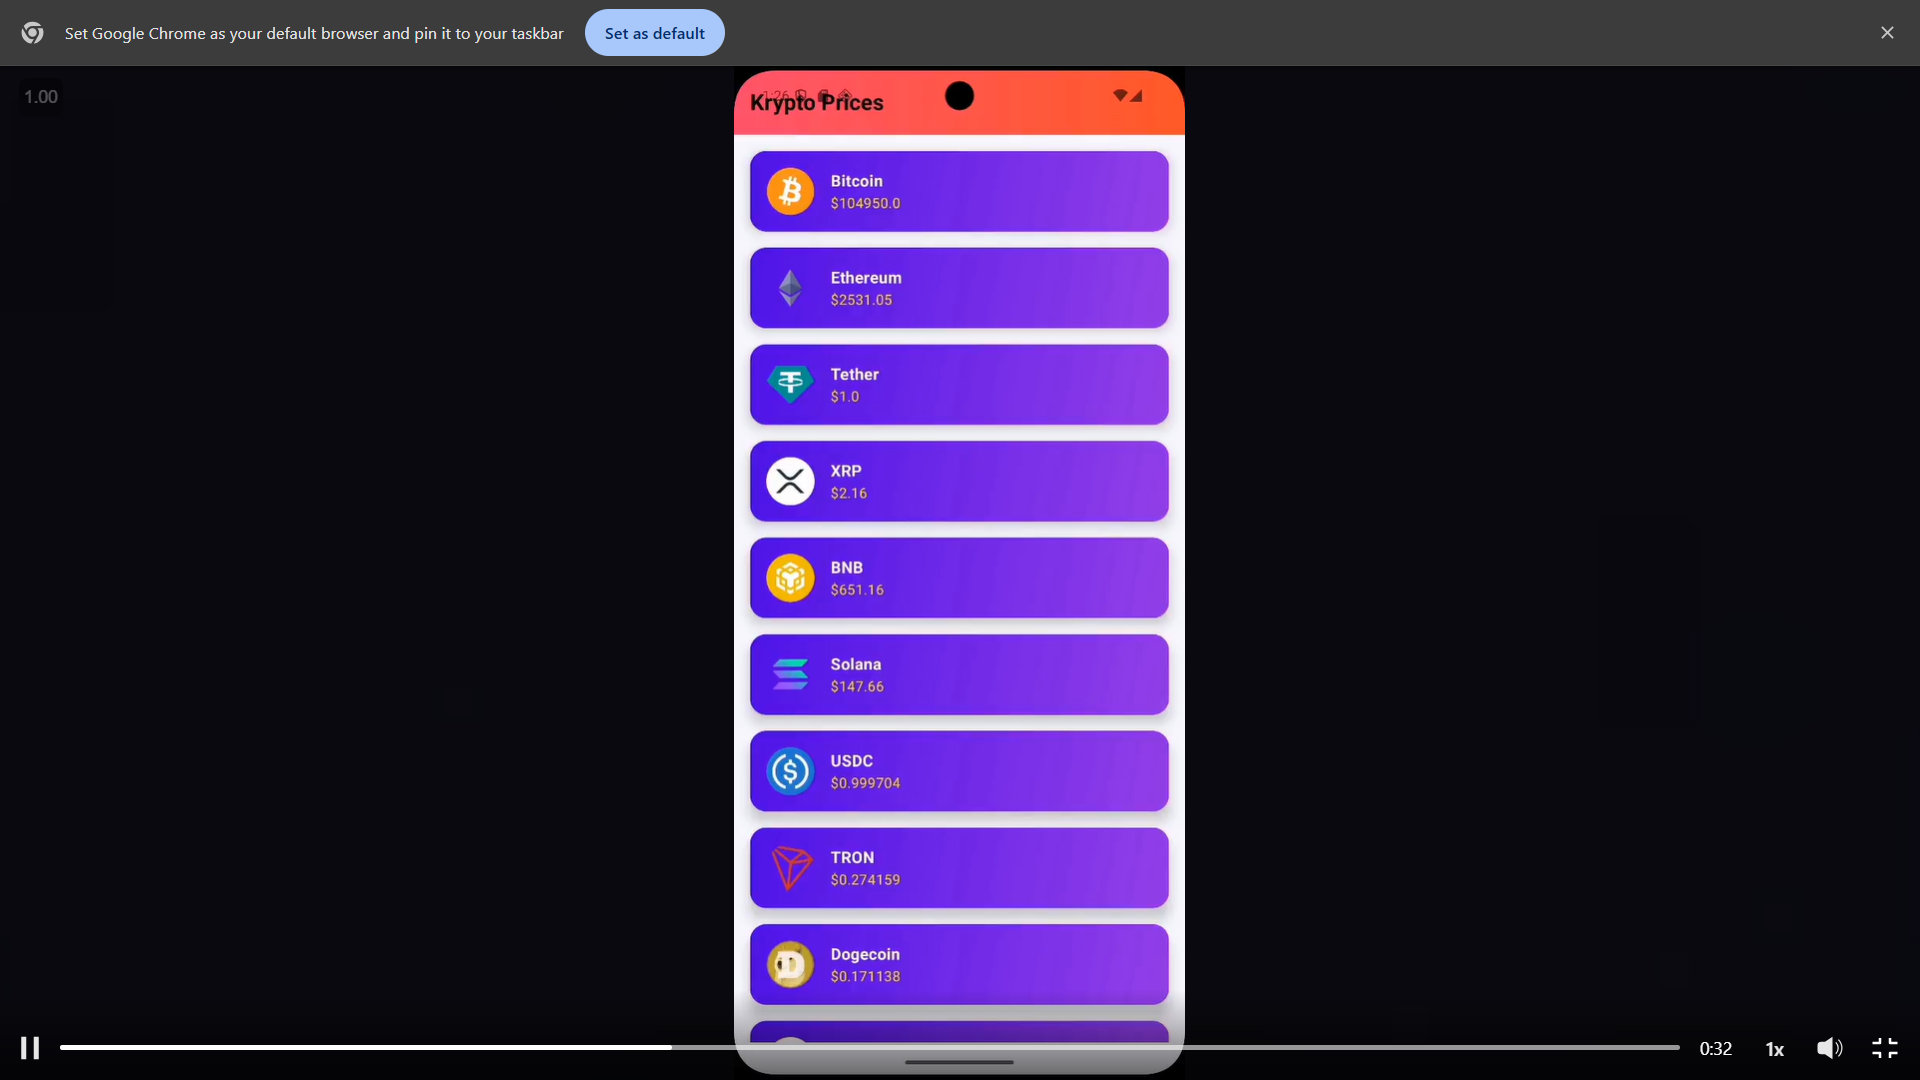 Set Google Chrome as your default browser and pin it to your taskbar
Set as default
1.00
1:26
Krypto Prices
Bitcoin
$104950.0
Ethereum
$2531.05
Tether
$1.0
XRP
$2.16
BNB
$651.16
Solana
$147.66
USDC
$0.999704
TRON
$0.274159
Dogecoin
$0.171138
0:32
1x